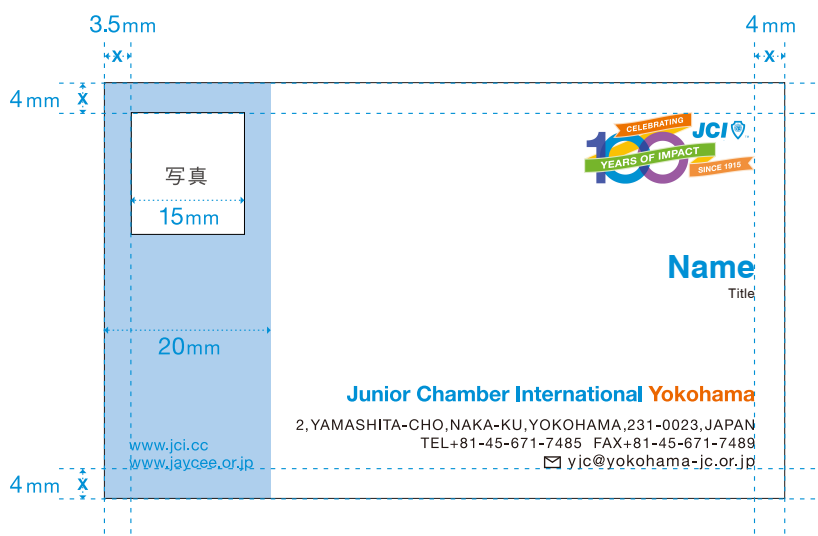 3.5mm
4mm
X
X
4mm
X
CELEBRATING
JCI
100
YEARS OF IMPACT
SINCE 1915
写真
15mm
Name
Title
20mm
Junior Chamber International Yokohama
2,YAMASHITA-CHO,NAKA-KU,YOKOHAMA,231-0023,JAPAN
TEL+81-45-671-7485 FAX+81-45-671-7489
yjc@yokohama-jc.or.jp
www.jci.cc
www.jaycee.or.jp
4mm
X